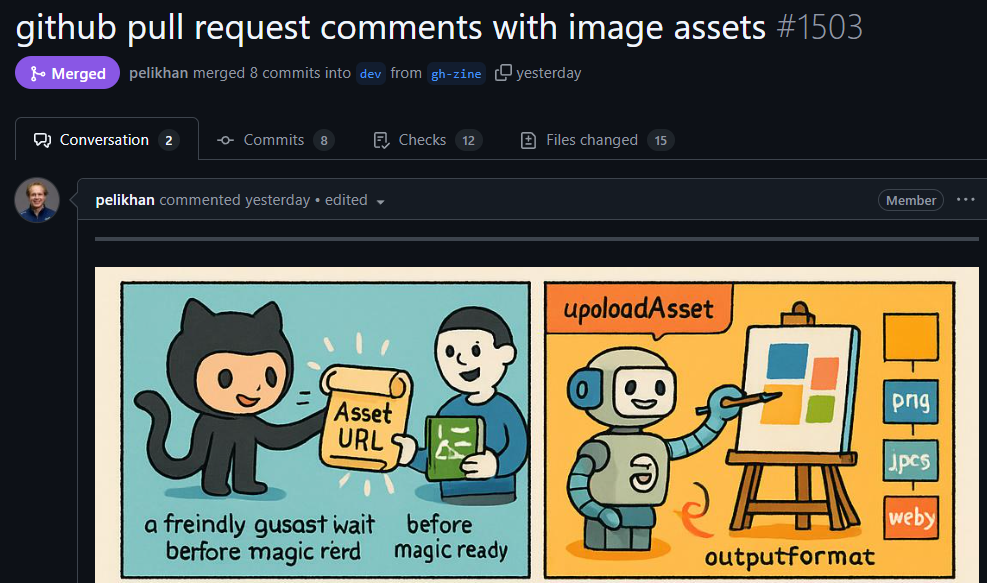 github pull request comments with image assets #1503
Merged pelikhan merged 8 commits into dev from gh-zine yesterday
Conversation 2 Commits 8 Checks 12 Files changed 15
pelikhan commented yesterday • edited Member
Asset
URL
a freindly gusast wait
berfore magic rerd
before
magic ready
upoloadAsset
png
jpcs
weby
outputformat